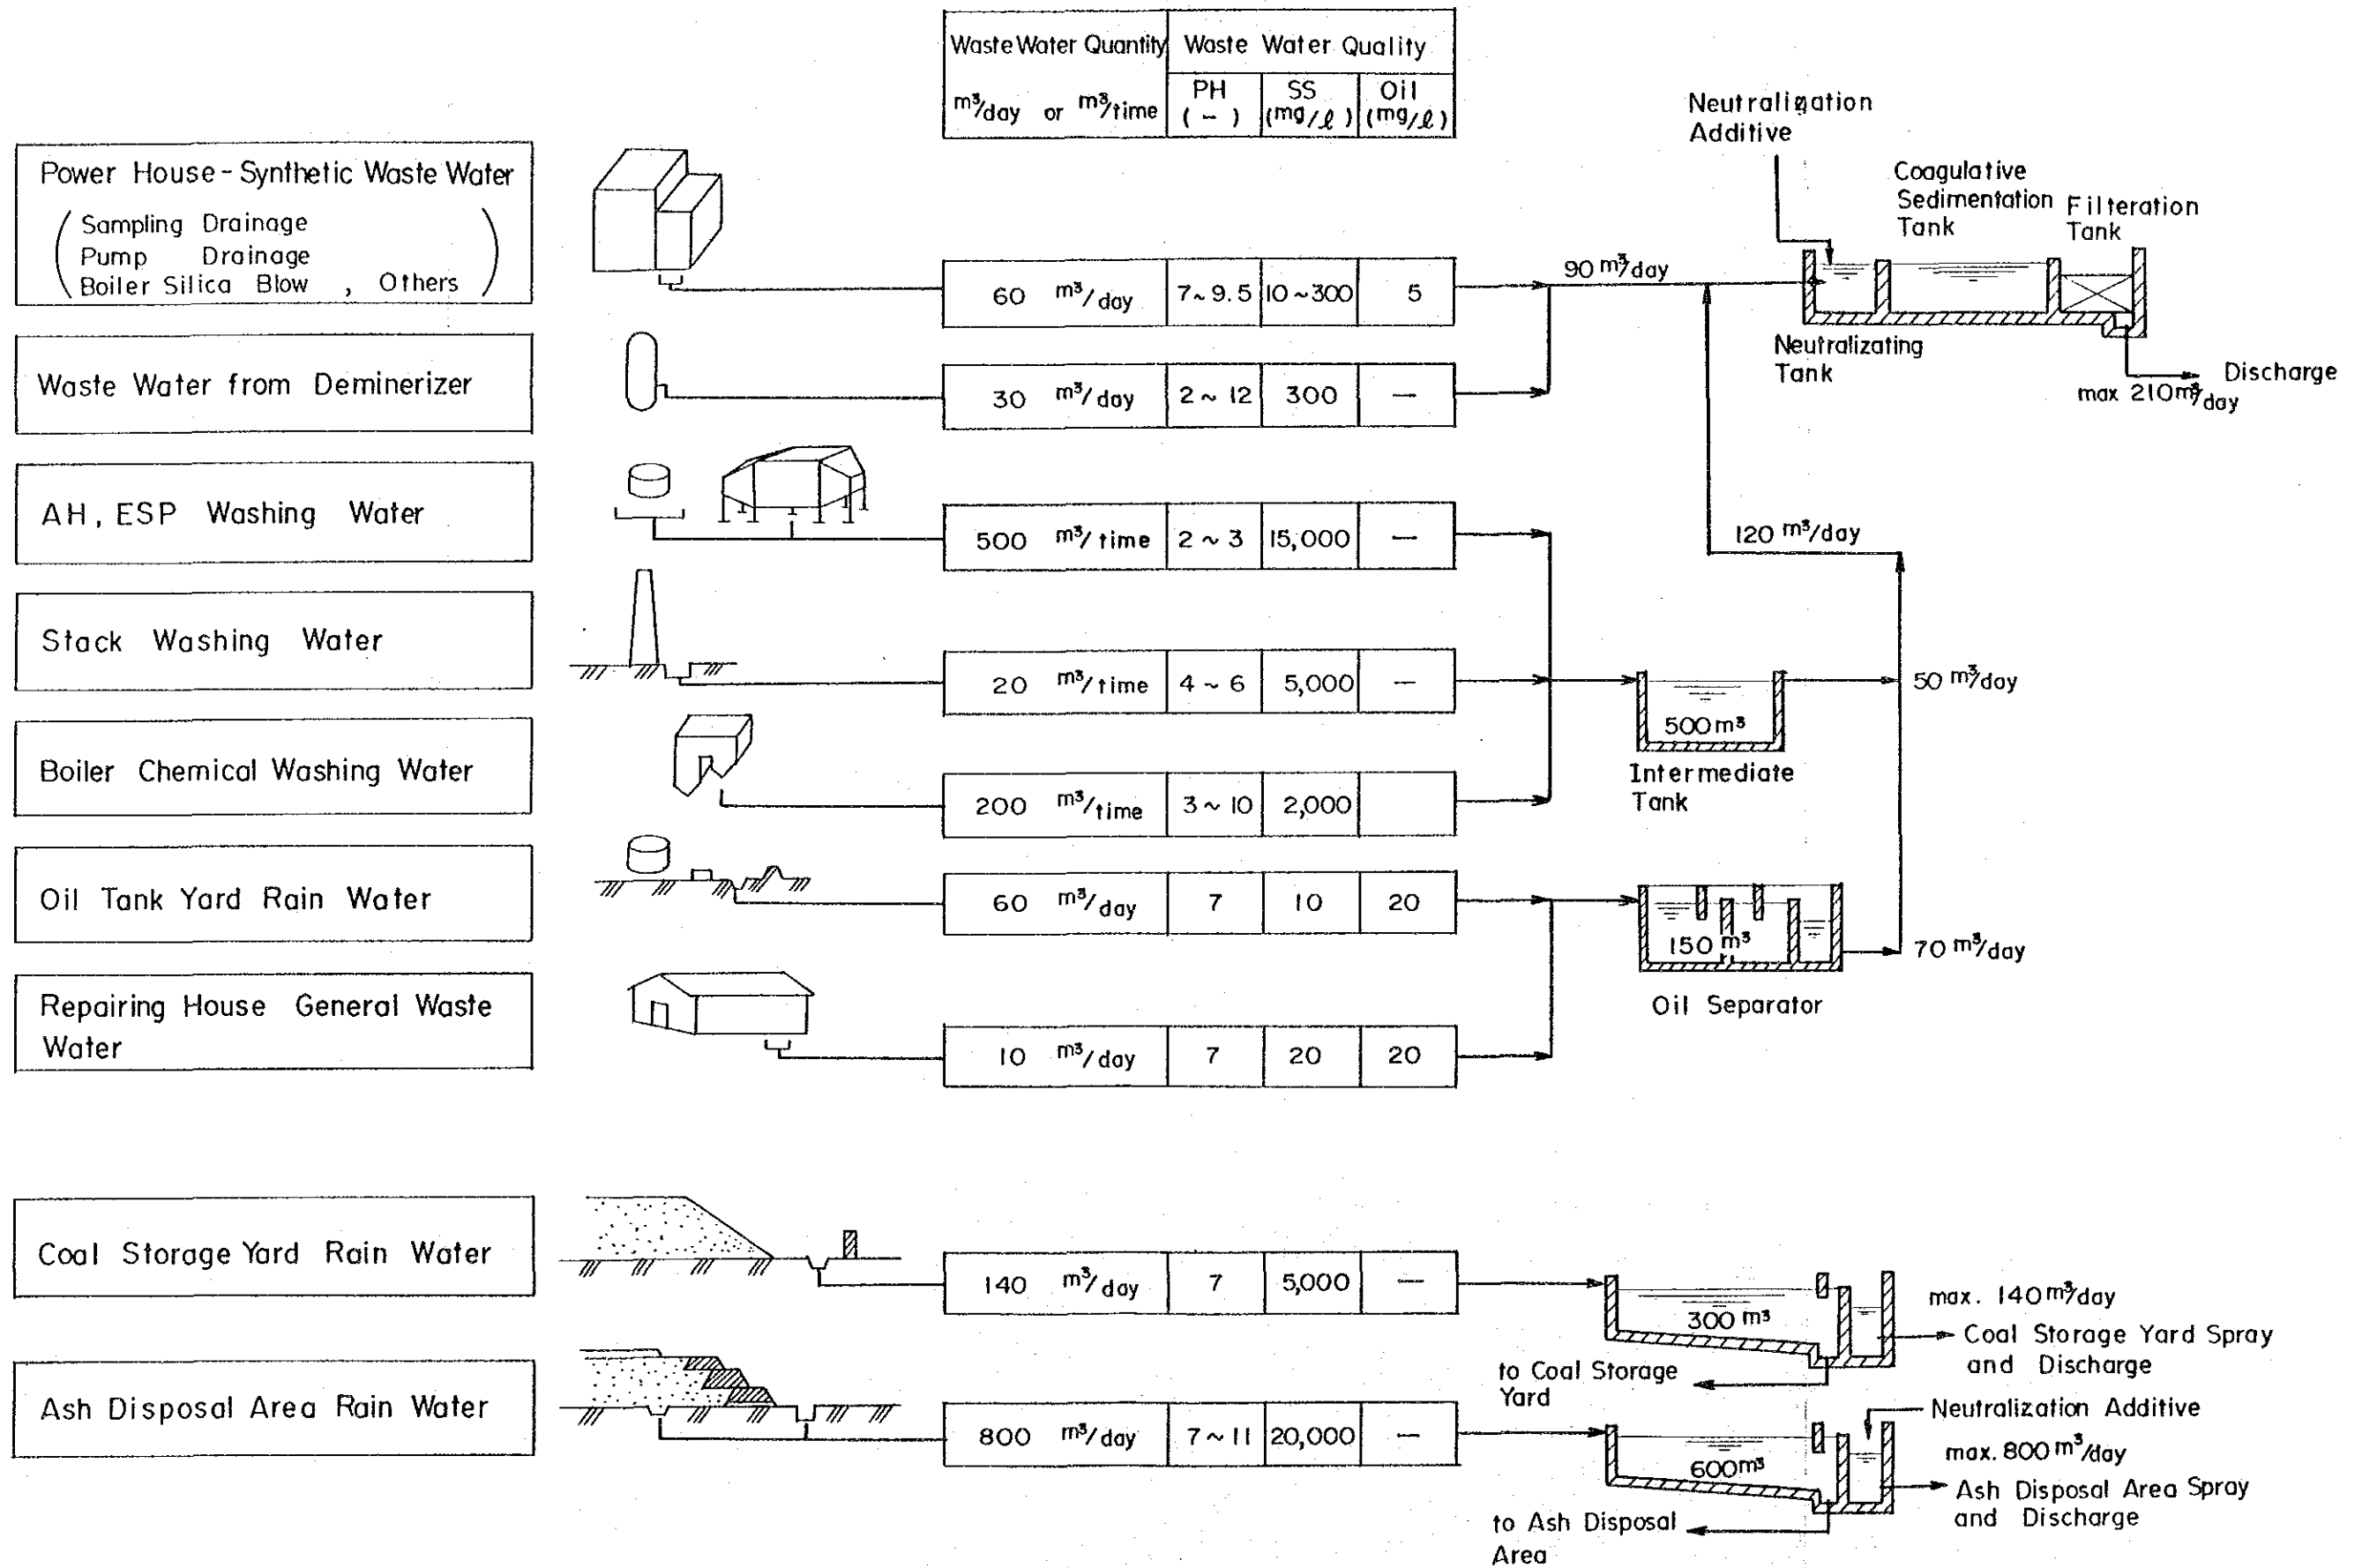 Waste Water Quantity
m³/day or m³/time
Waste Water Quality
PH
(-)
SS
(mg/ℓ)
Oil
(mg/ℓ)
Power House-Synthetic Waste Water
Sampling Drainage
Pump Drainage
Boiler Silica Blow , Others
60 m³/day
7~9.5
10~300
5
90 m³/day
Neutralization
Additive
Coagulative
Sedimentation
Tank
Filteration
Tank
Neutralizating
Tank
Discharge
max 210m³/day
Waste Water from Deminerizer
30 m³/day
2~12
300
—
AH, ESP Washing Water
500 m³/time
2~3
15,000
—
120 m³/day
Stack Washing Water
20 m³/time
4~6
5,000
—
500m³
Intermediate
Tank
50 m³/day
Boiler Chemical Washing Water
200 m³/time
3~10
2,000
Oil Tank Yard Rain Water
60 m³/day
7
10
20
150 m³
Oil Separator
70 m³/day
Repairing House General Waste
Water
10 m³/day
7
20
20
Coal Storage Yard Rain Water
140 m³/day
7
5,000
—
300 m³
max. 140m³/day
Coal Storage Yard Spray
and Discharge
to Coal Storage
Yard
Ash Disposal Area Rain Water
800 m³/day
7~11
20,000
—
600m³
Neutralization Additive
max. 800m³/day
Ash Disposal Area Spray
and Discharge
to Ash Disposal
Area